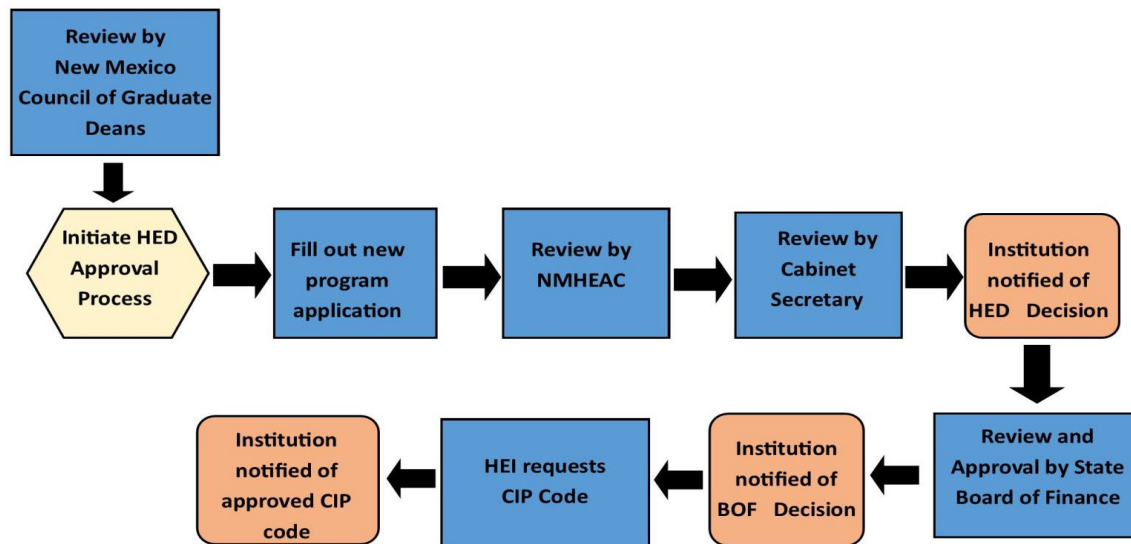 Review by
New Mexico
Council of Graduate
Deans
Initiate HED
Approval
Process
Fill out new
program
application
Review by
NMHEAC
Review by
Cabinet
Secretary
Institution
notified of
HED Decision
Review and
Approval by State
Board of Finance
Institution
notified of
BOF Decision
HEI requests
CIP Code
Institution
notified of
approved CIP
code